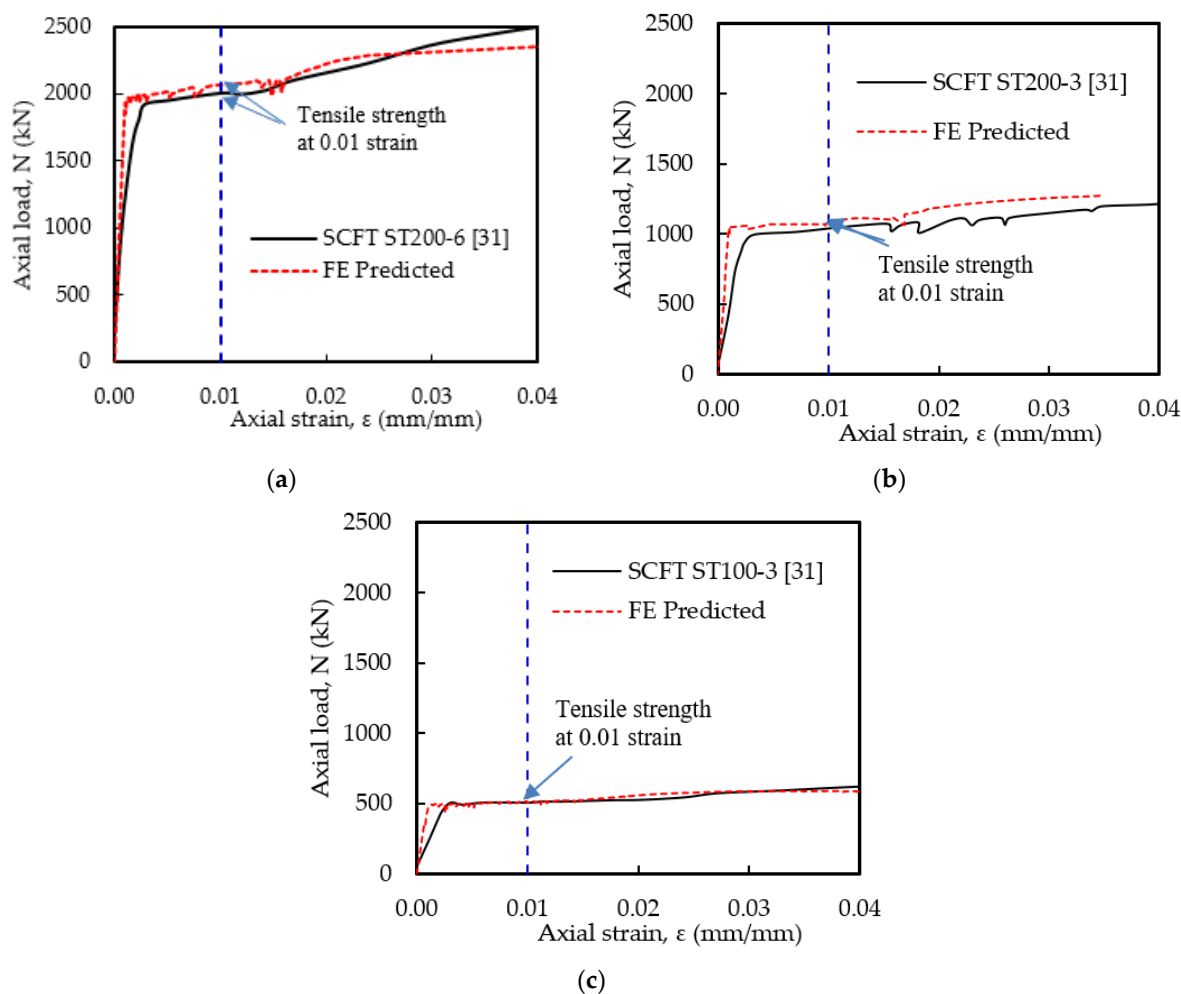 2500
2000
1500
1000
500
0
Axial load, N (kN)
Tensile strength
at 0.01 strain
SCFT ST200-6 [31]
FE Predicted
0.00 0.01 0.02 0.03 0.04
Axial strain, ε (mm/mm)
(a)
2500
2000
1500
1000
500
0
Axial load, N (kN)
SCFT ST200-3 [31]
FE Predicted
Tensile strength
at 0.01 strain
0.00 0.01 0.02 0.03 0.04
Axial strain, ε (mm/mm)
(b)
2500
2000
1500
1000
500
0
Axial load, N (kN)
SCFT ST100-3 [31]
FE Predicted
Tensile strength
at 0.01 strain
0.00 0.01 0.02 0.03 0.04
Axial strain, ε (mm/mm)
(c)